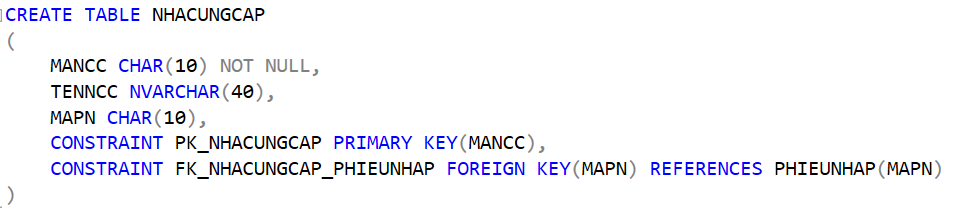 CREATE TABLE NHACUNGCAP
(
MANCC CHAR(10) NOT NULL,
TENNCC NVARCHAR(40),
MAPN CHAR(10),
CONSTRAINT PK_NHACUNGCAP PRIMARY KEY(MANCC),
CONSTRAINT FK_NHACUNGCAP_PHIEUNHAP FOREIGN KEY(MAPN) REFERENCES PHIEUNHAP(MAPN)
)